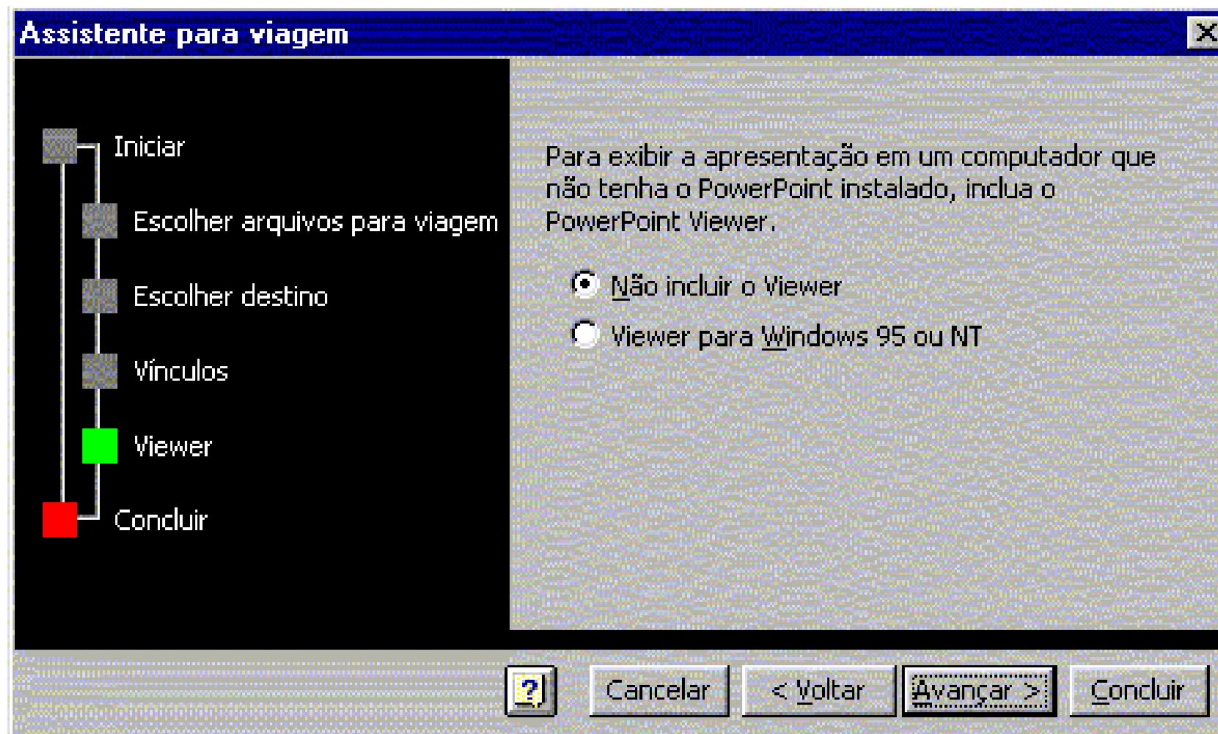 Assistente para viagem
Iniciar
Escolher arquivos para viagem
Escolher destino
Vínculos
Viewer
Concluir
Para exibir a apresentação em um computador que
não tenha o PowerPoint instalado, inclua o
PowerPoint Viewer.
Não incluir o Viewer
Viewer para Windows 95 ou NT
? Cancelar < Voltar Avançar > Concluir